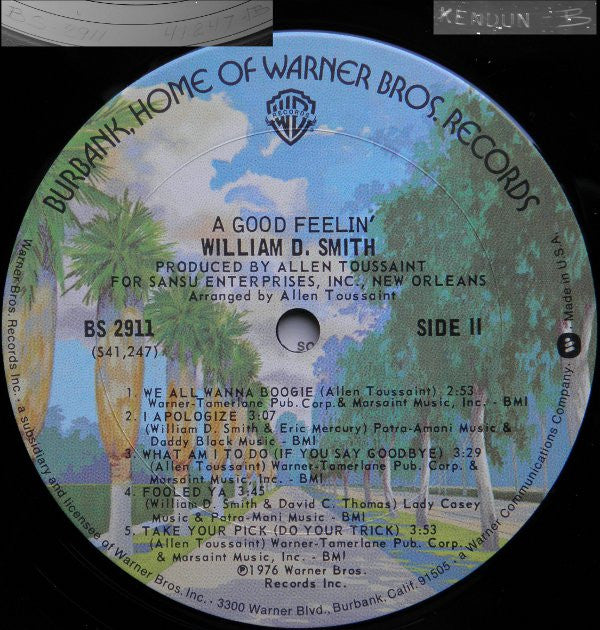 BS 2911 41247 1B
KENDUN B
BURBANK, HOME OF WARNER BROS. RECORDS
WB
RECORDS
A GOOD FEELIN'
WILLIAM D. SMITH
PRODUCED BY ALLEN TOUSSAINT
FOR SANSU ENTERPRISES, INC., NEW ORLEANS
Arranged by Allen Toussaint
BS 2911
SIDE II
(S41,247)
1. WE ALL WANNA BOOGIE (Allen Toussaint) 2:53
Warner-Tamerlane Pub. Corp. & Marsaint Music, Inc. - BMI
2. I APOLOGIZE 3:07
(William D. Smith & Eric Mercury) Patra-Amani Music &
Daddy Black Music - BMI
3. WHAT AM I TO DO (IF YOU SAY GOODBYE) 3:29
(Allen Toussaint) Warner-Tamerlane Pub. Corp. &
Marsaint Music, Inc. - BMI
4. FOOLED YA 3:45
(William D. Smith & David C. Thomas) Lady Casey
Music & Patra-Mani Music - BMI
5. TAKE YOUR PICK (DO YOUR TRICK) 3:53
(Allen Toussaint) Warner-Tamerlane Pub. Corp. &
Marsaint Music, Inc. - BMI
℗1976 Warner Bros.
Records Inc.
Warner Bros. Records Inc. • a subsidiary and licensee of Warner Bros. Inc. • 3300 Warner Blvd., Burbank, Calif. 91505 • a Warner Communications Company. • Made in U.S.A.